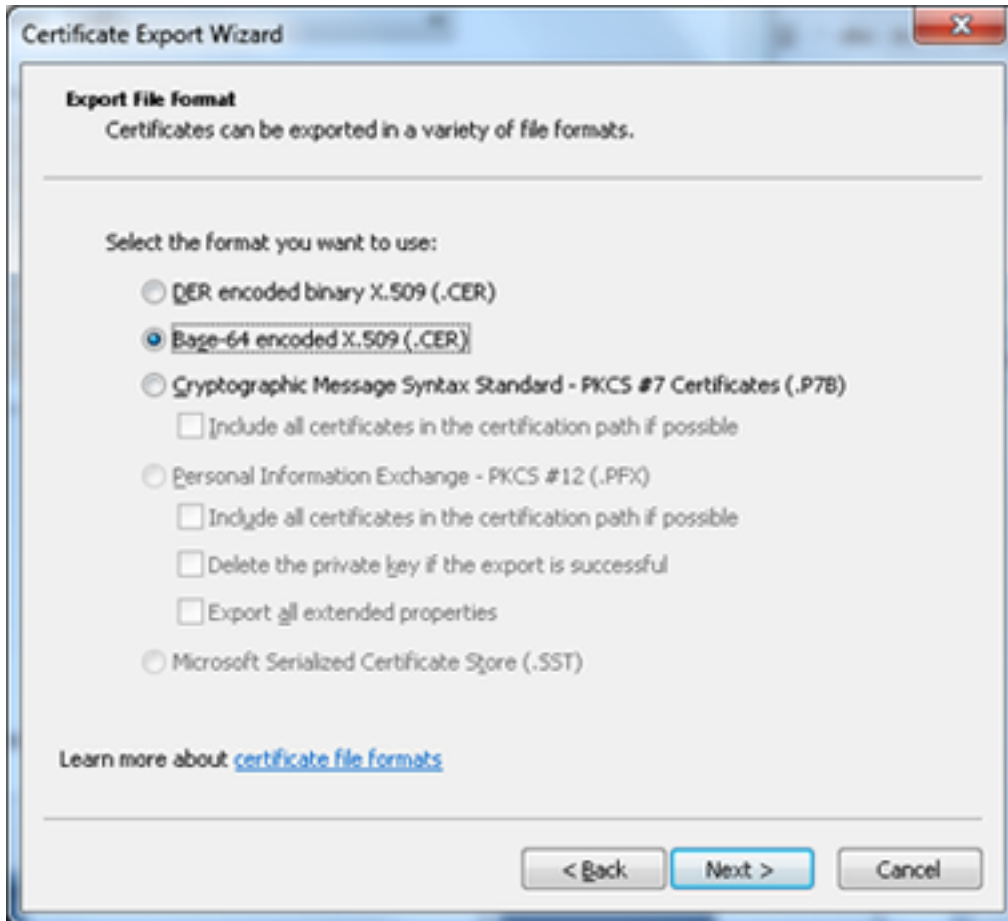 Certificate Export Wizard
Export File Format
Certificates can be exported in a variety of file formats.
Select the format you want to use:
DER encoded binary X.509 (.CER)
Base-64 encoded X.509 (.CER)
Cryptographic Message Syntax Standard - PKCS #7 Certificates (.P7B)
Include all certificates in the certification path if possible
Personal Information Exchange - PKCS #12 (.PFX)
Include all certificates in the certification path if possible
Delete the private key if the export is successful
Export all extended properties
Microsoft Serialized Certificate Store (.SST)
Learn more about certificate file formats
< Back Next > Cancel